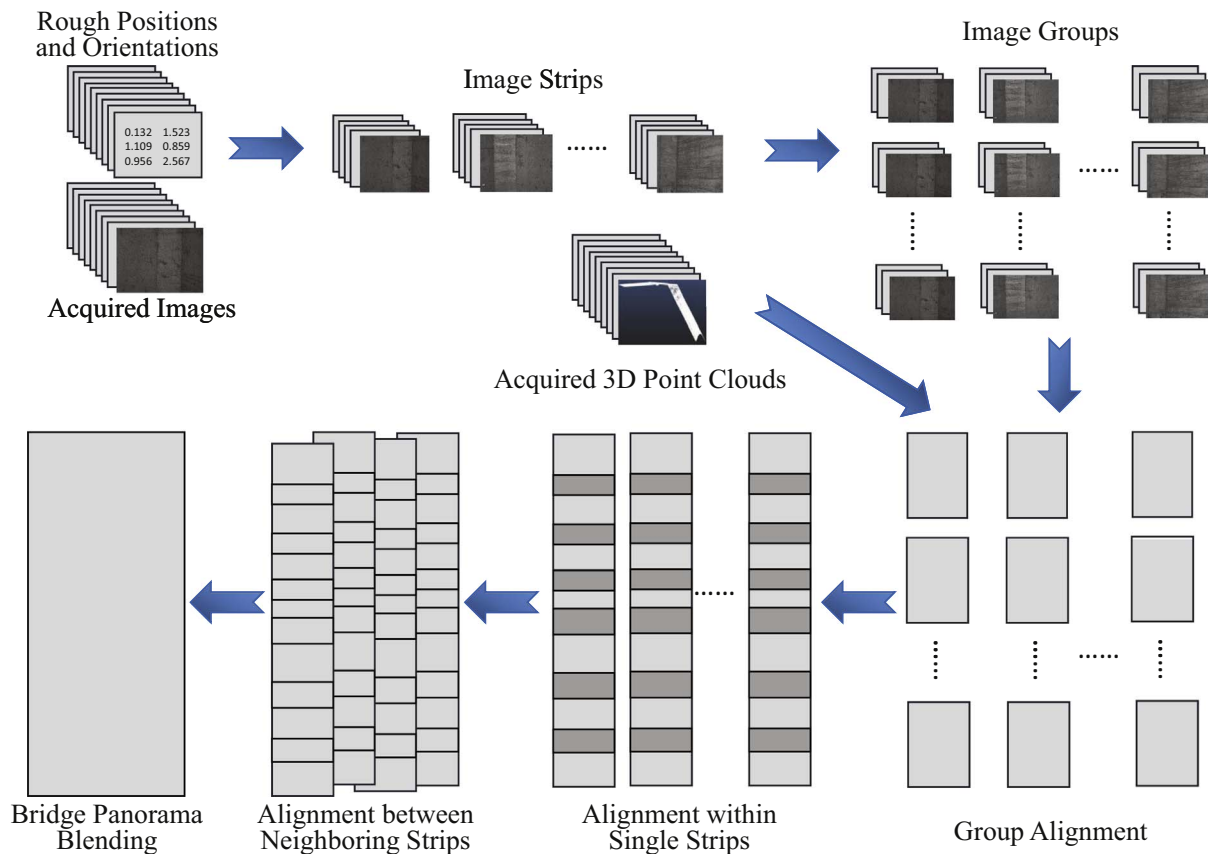 Rough Positions
and Orientations
0.132 1.523
1.109 0.859
0.956 2.567
Acquired Images
Image Strips
......
Image Groups
......
Acquired 3D Point Clouds
......
......
Bridge Panorama
Blending
Alignment between
Neighboring Strips
Alignment within
Single Strips
Group Alignment